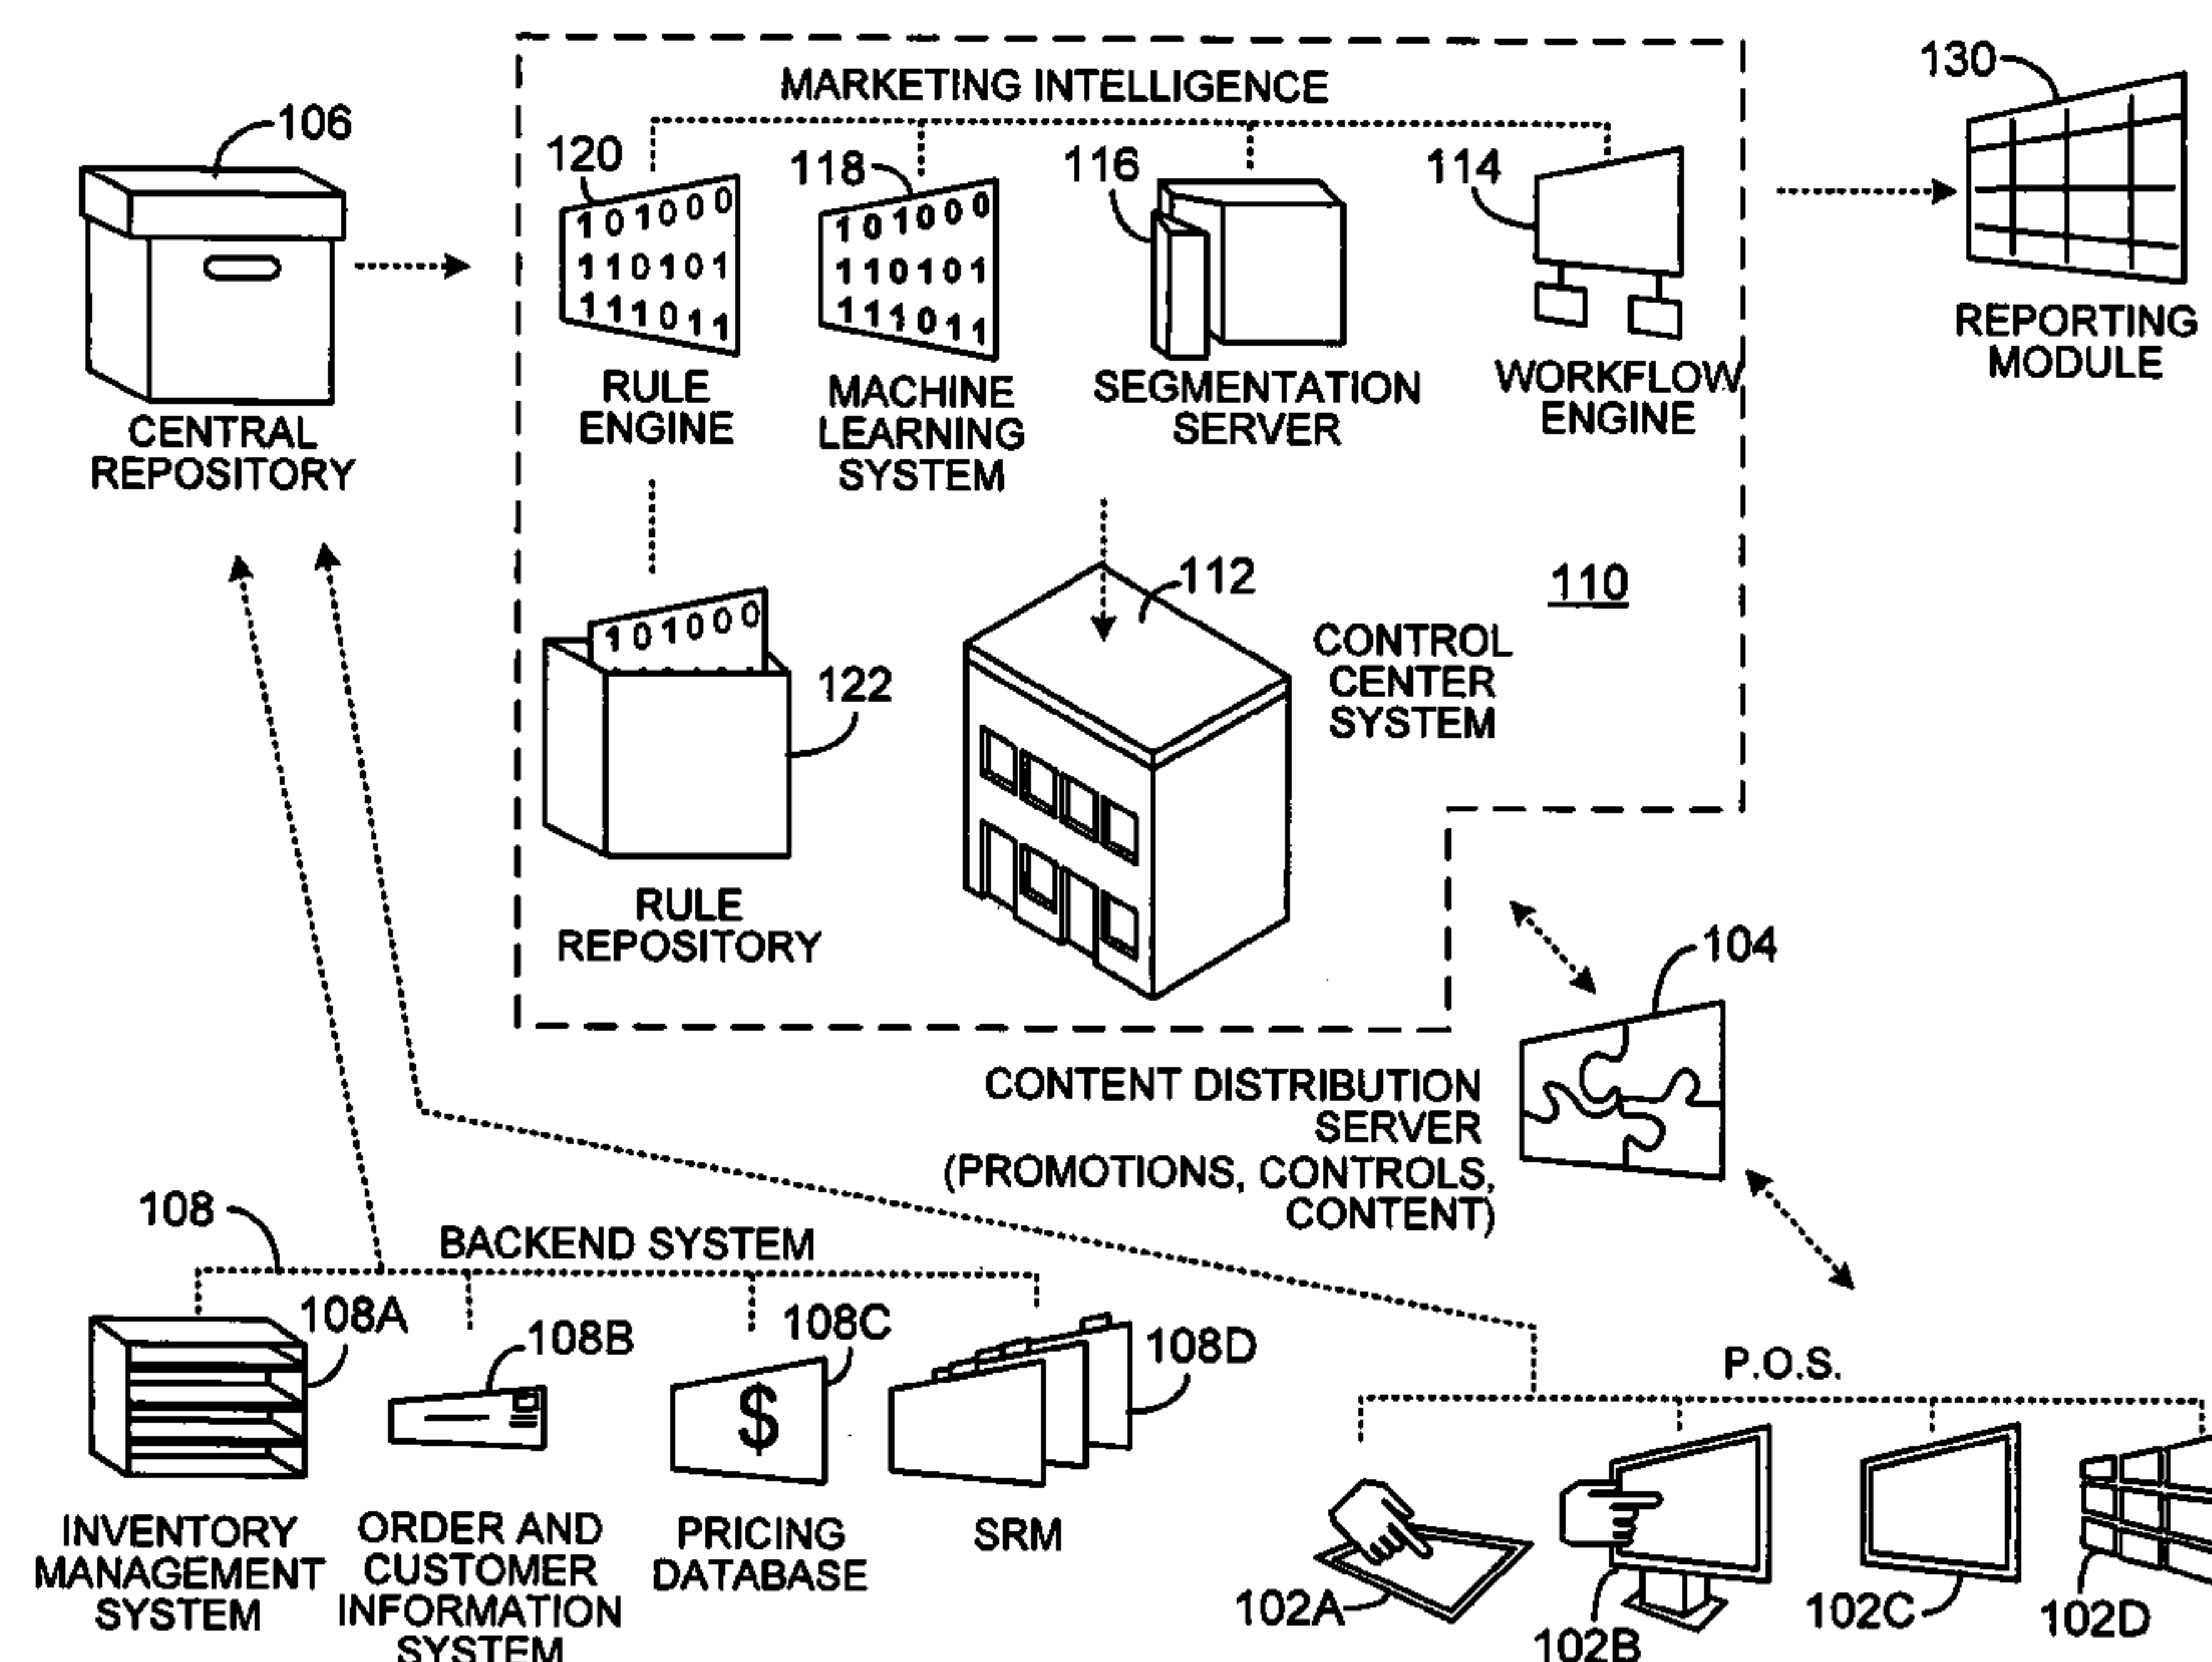 MARKETING INTELLIGENCE
130
106
120
118
116
114
101000
110101
111011
101000
110101
111011
REPORTING
MODULE
RULE
ENGINE
MACHINE
LEARNING
SYSTEM
SEGMENTATION
SERVER
WORKFLOW
ENGINE
CENTRAL
REPOSITORY
112
110
101000
122
CONTROL
CENTER
SYSTEM
RULE
REPOSITORY
104
CONTENT DISTRIBUTION
SERVER
(PROMOTIONS, CONTROLS,
CONTENT)
108
BACKEND SYSTEM
108A
108B
108C
108D
$
P.O.S.
INVENTORY
MANAGEMENT
SYSTEM
ORDER AND
CUSTOMER
INFORMATION
SYSTEM
PRICING
DATABASE
SRM
102A
102B
102C
102D